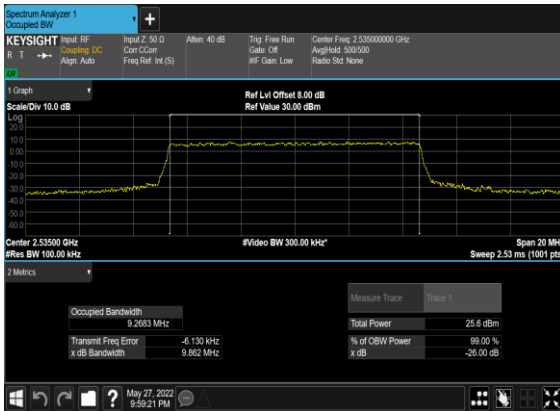 Spectrum Analyzer 1
Occupied BW
KEYSIGHT
R T
LW
Input: RF
Coupling: DC
Align: Auto
Input Z: 50 Ω
Corr CCorr
Freq Ref: Int (S)
Atten: 40 dB
Trig: Free Run
Gate: Off
#IF Gain: Low
Center Freq: 2.535000000 GHz
Avg|Hold: 500/500
Radio Std: None
1 Graph
Scale/Div 10.0 dB
Ref Lvl Offset 8.00 dB
Ref Value 30.00 dBm
Log
20.0
10.0
0.00
-10.0
-20.0
-30.0
-40.0
-50.0
-60.0
Center 2.53500 GHz
#Video BW 300.00 kHz*
Span 20 MH
#Res BW 100.00 kHz
Sweep 2.53 ms (1001 pts
2 Metrics
Measure Trace
Trace 1
Occupied Bandwidth
9.2683 MHz
Total Power
25.6 dBm
Transmit Freq Error
-6.130 kHz
% of OBW Power
99.00 %
x dB Bandwidth
9.862 MHz
x dB
-26.00 dB
?
May 27, 2022
9:59:21 PM